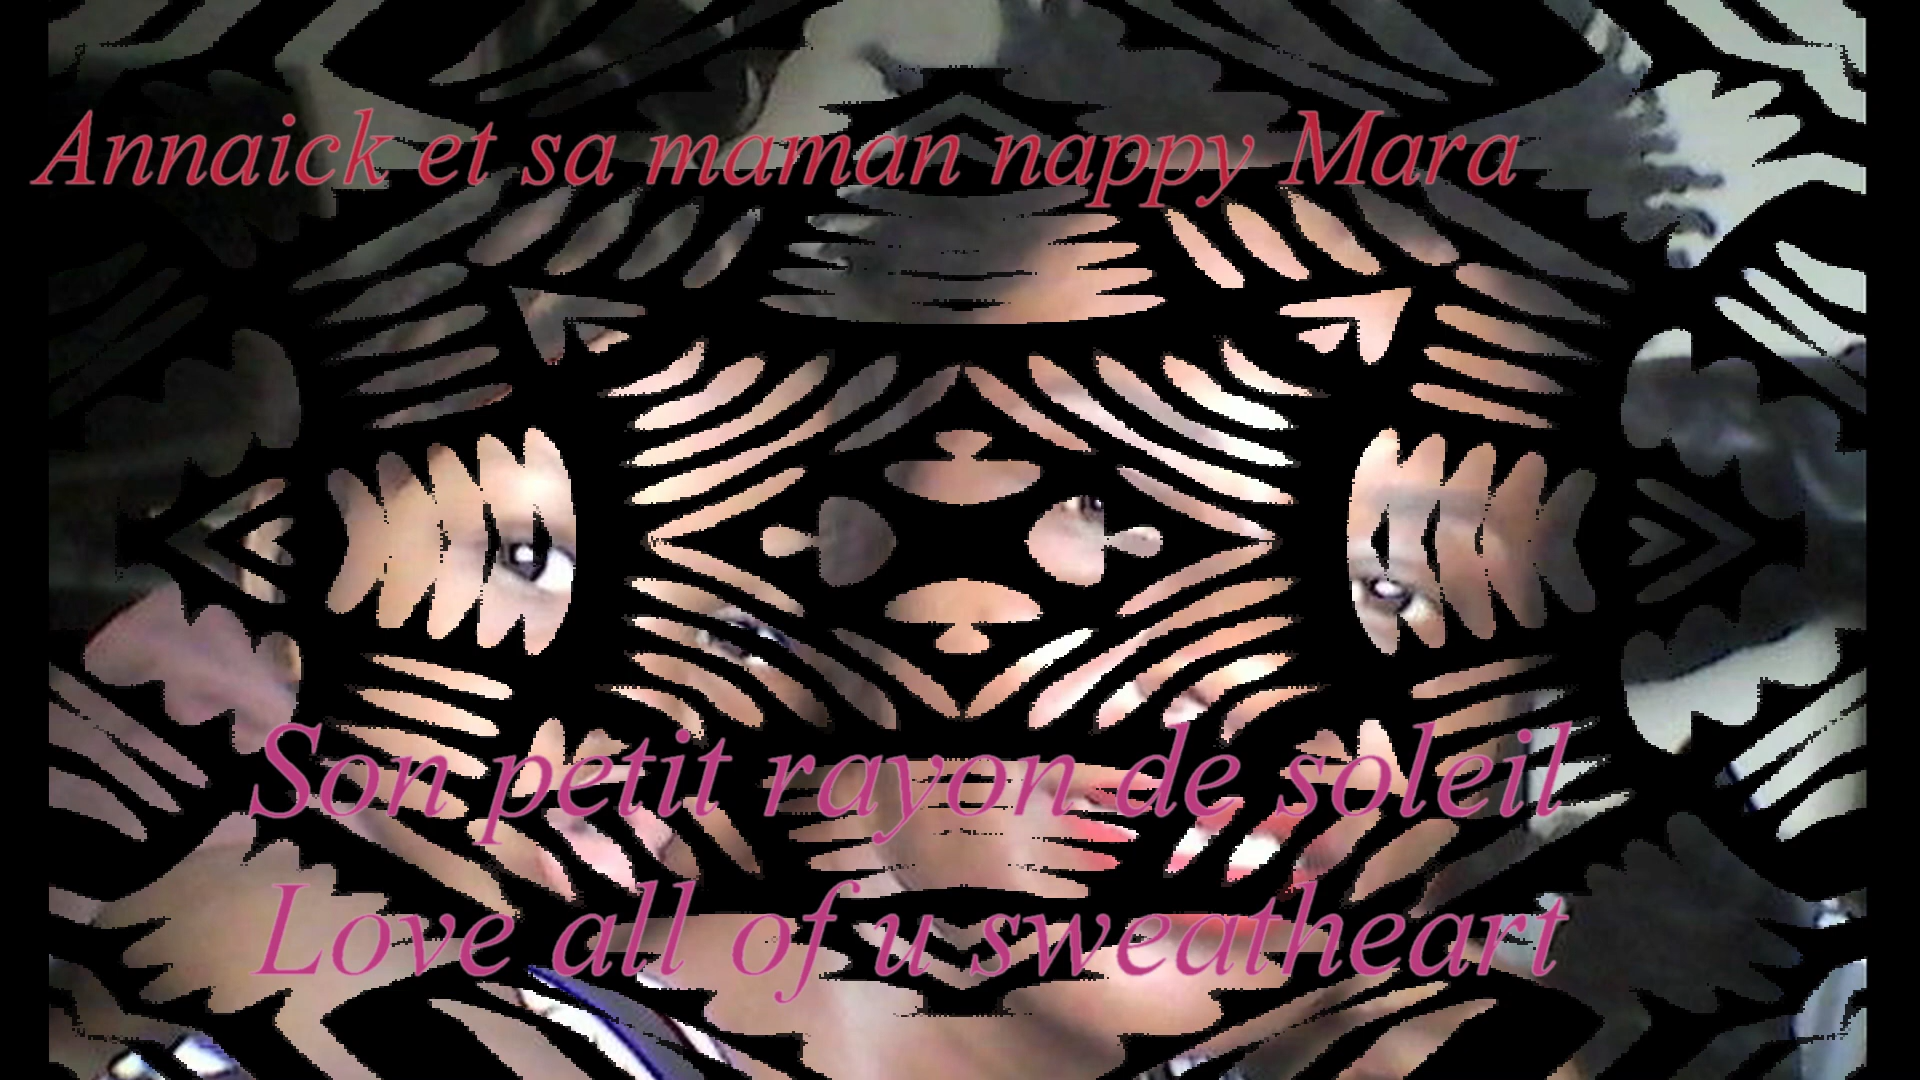 Annaick et sa maman nappy Mara
Son petit rayon de soleil
Love all of u sweatheart